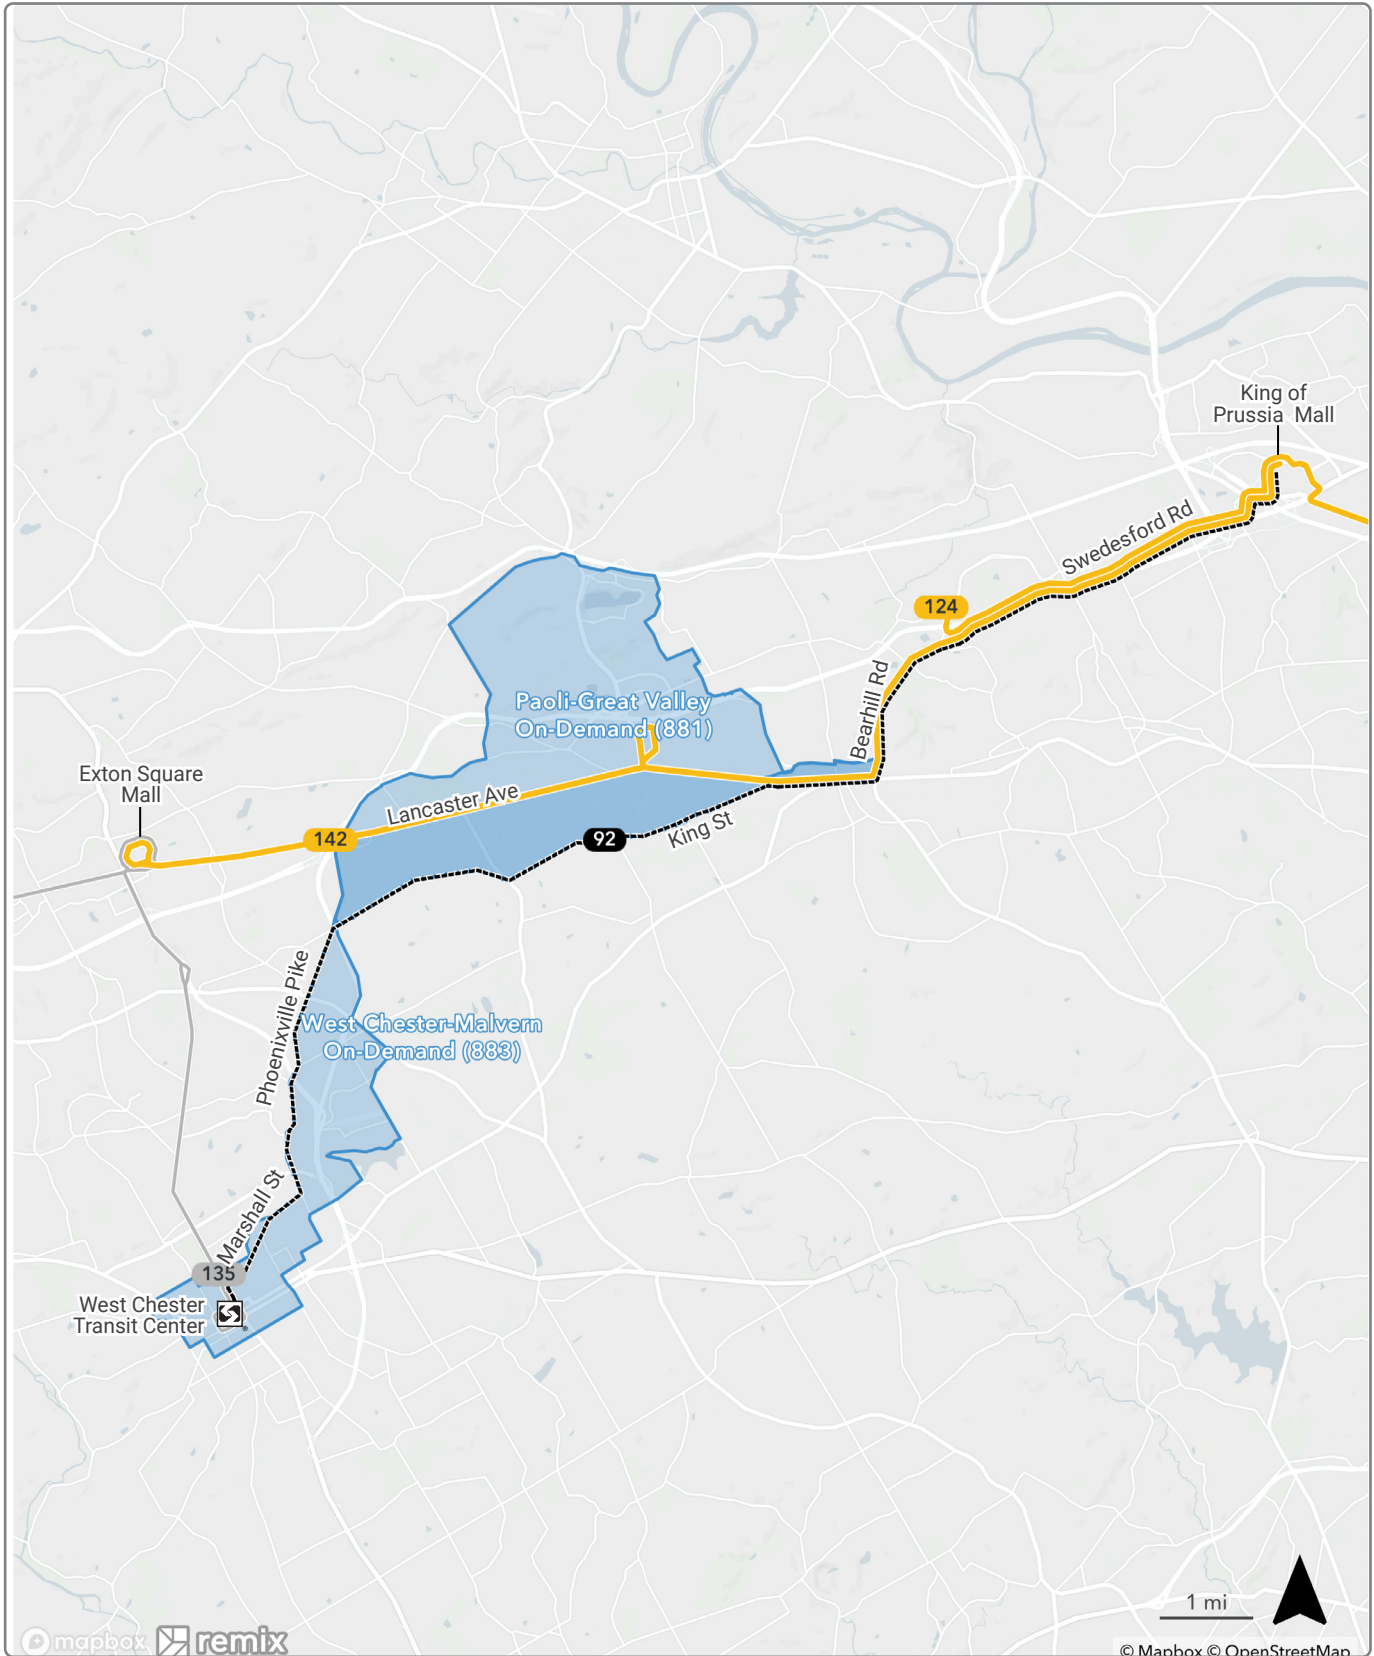 King of
Prussia Mall
Swedesford Rd
124
Bearhill Rd
Paoli-Great Valley
On-Demand (881)
Exton Square
Mall
Lancaster Ave
142
92
King St
Phoenixville Pike
West Chester-Malvern
On-Demand (883)
Marshall St
135
West Chester
Transit Center
1 mi
mapbox
remix
© Mapbox © OpenStreetMap